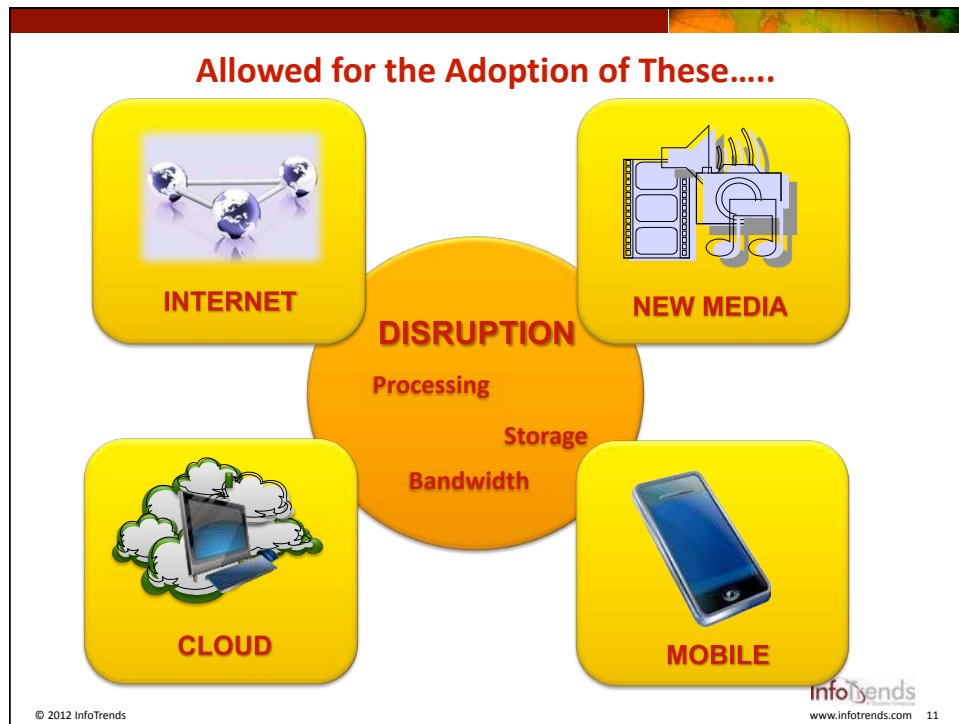 Allowed for the Adoption of These.....
INTERNET
NEW MEDIA
DISRUPTION
Processing
Storage
Bandwidth
CLOUD
MOBILE
InfoTrends
© 2012 InfoTrends
www.infotrends.com 11